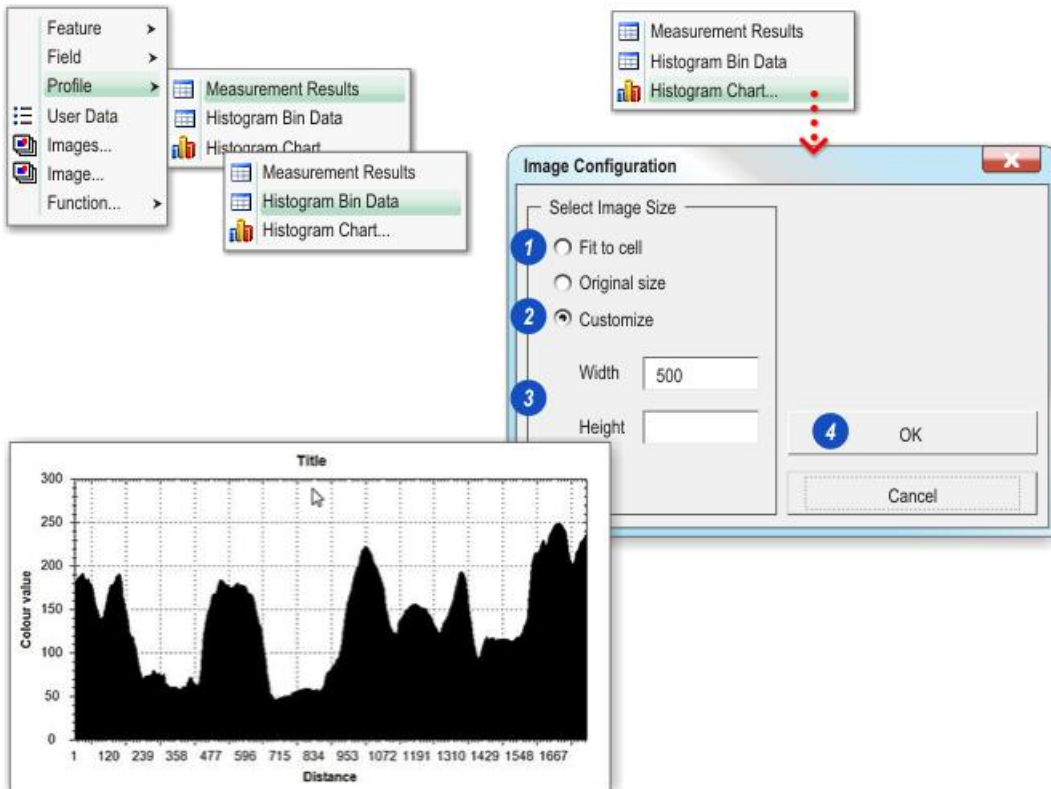 Feature
Field
Profile
User Data
Images...
Image...
Function...
Measurement Results
Histogram Bin Data
Histogram Chart
Measurement Results
Histogram Bin Data
Histogram Chart...
Measurement Results
Histogram Bin Data
Histogram Chart...
Image Configuration
Select Image Size
1 Fit to cell
Original size
2 Customize
Width 500
3
Height
4 OK
Cancel
Title
Colour value
300
250
200
150
100
50
0
1 120 239 358 477 596 715 834 953 1072 1191 1310 1429 1548 1667
Distance